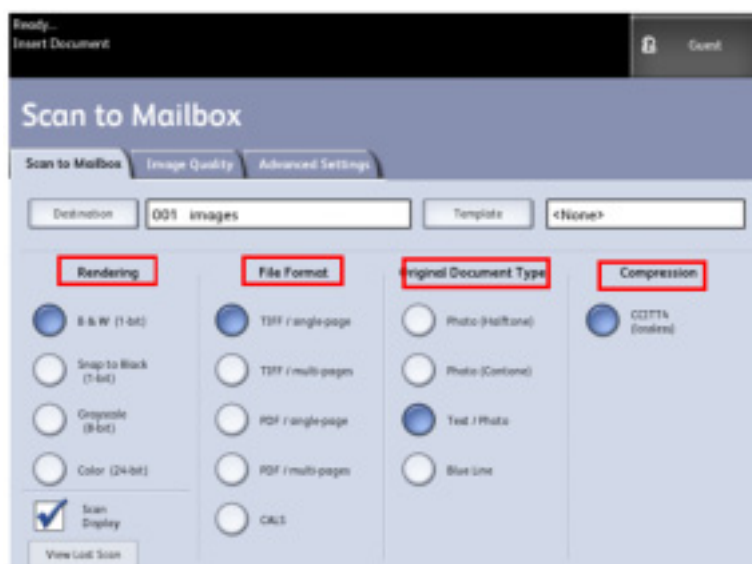 Ready...
Insert Document
Guest
Scan to Mailbox
Scan to Mailbox Image Quality Advanced Settings
Destination 001 images Template <None>
Rendering File Format Original Document Type Compression
B & W (1-bit) TIFF / single-page Photo (Halftone) CCITT4
(lossless)
Snap to Black
(1-bit) TIFF / multi-pages Photo (Contone)
Grayscale
(8-bit) PDF / single-page Text / Photo
Color (24-bit) PDF / multi-pages Blue Line
Scan
Display CALS
View Last Scan